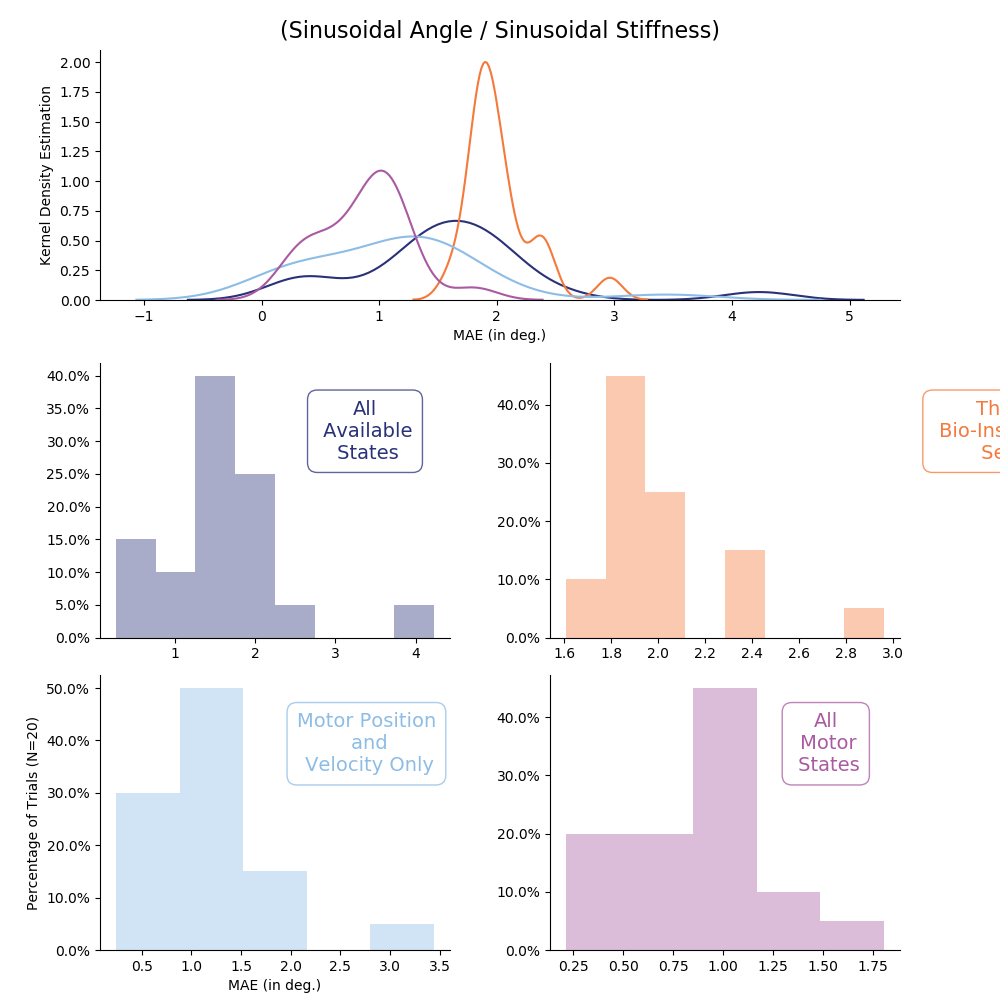 (Sinusoidal Angle / Sinusoidal Stiffness)
Kernel Density Estimation
2.00
1.75
1.50
1.25
1.00
0.75
0.50
0.25
0.00
−1 0 1 2 3 4 5
MAE (in deg.)
40.0%
35.0%
30.0%
25.0%
20.0%
15.0%
10.0%
5.0%
0.0%
All
Available
States
1 2 3 4
40.0%
30.0%
20.0%
10.0%
0.0%
Th
Bio-Ins
Se
1.6 1.8 2.0 2.2 2.4 2.6 2.8 3.0
Percentage of Trials (N=20)
50.0%
40.0%
30.0%
20.0%
10.0%
0.0%
Motor Position
and
Velocity Only
0.5 1.0 1.5 2.0 2.5 3.0 3.5
MAE (in deg.)
40.0%
30.0%
20.0%
10.0%
0.0%
All
Motor
States
0.25 0.50 0.75 1.00 1.25 1.50 1.75